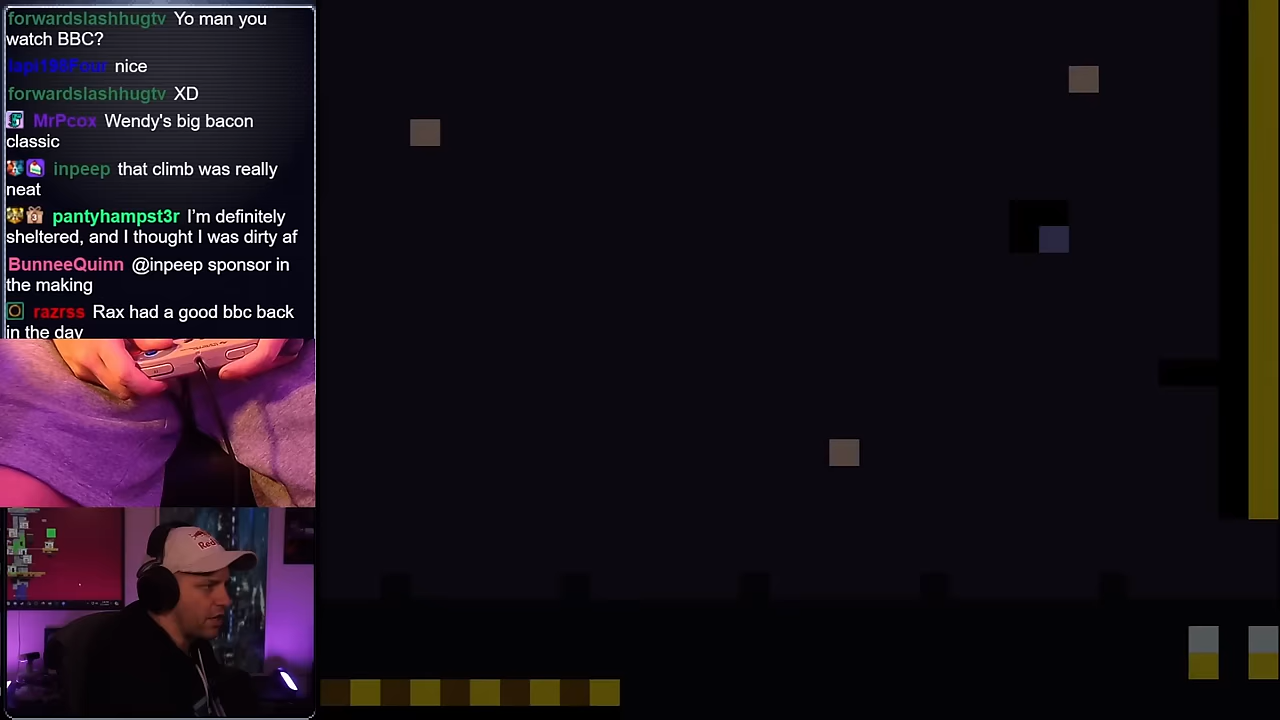 forwardslashhugtv Yo man you
watch BBC?
nice
forwardslashhugtv XD
MrPcox Wendy's big bacon
classic
inpeep that climb was really
neat
pantyhampst3r I'm definitely
sheltered, and I thought I was dirty af
BunneeQuinn @inpeep sponsor in
the making
razrss Rax had a good bbc back
in the day
Red